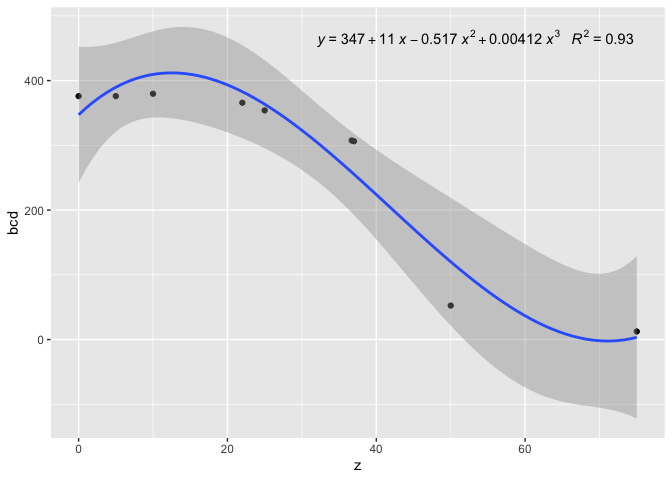 y = 347 + 11 x − 0.517 x² + 0.00412 x³ R² = 0.93
400
200
0
bcd
0 20 40 60
z